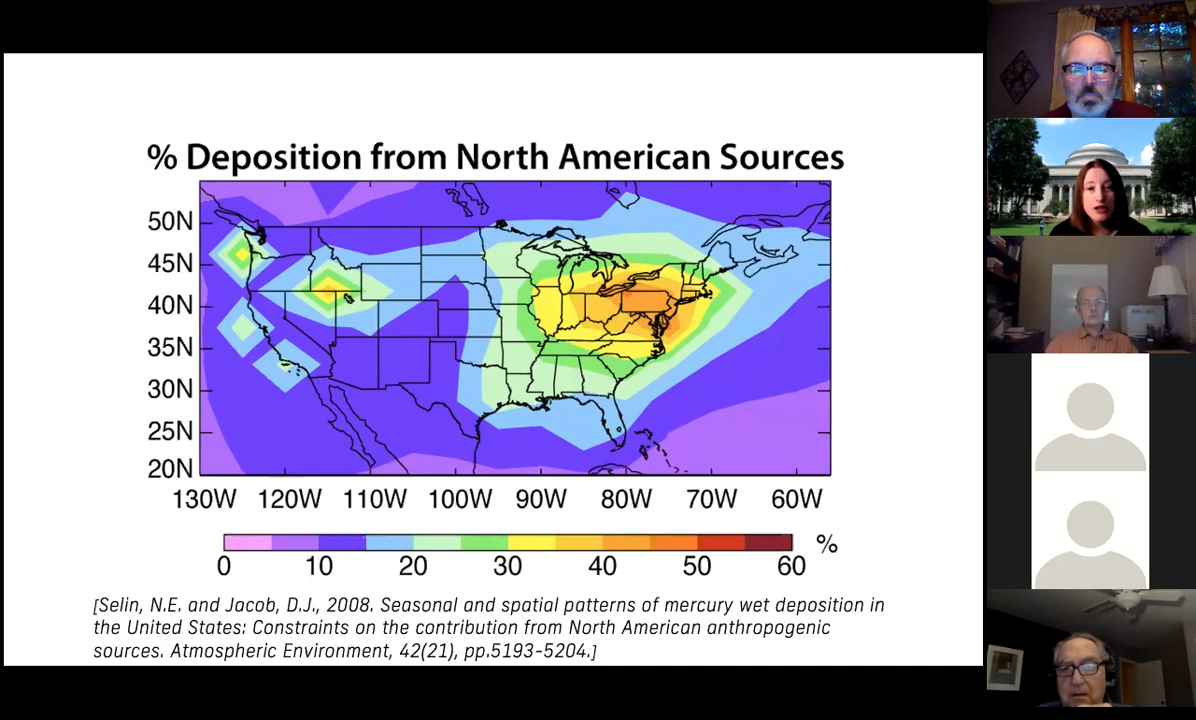 % Deposition from North American Sources
50N
45N
40N
35N
30N
25N
20N
130W 120W 110W 100W 90W 80W 70W 60W
0 10 20 30 40 50 60 %
[Selin, N.E. and Jacob, D.J., 2008. Seasonal and spatial patterns of mercury wet deposition in
the United States: Constraints on the contribution from North American anthropogenic
sources. Atmospheric Environment, 42(21), pp.5193-5204.]